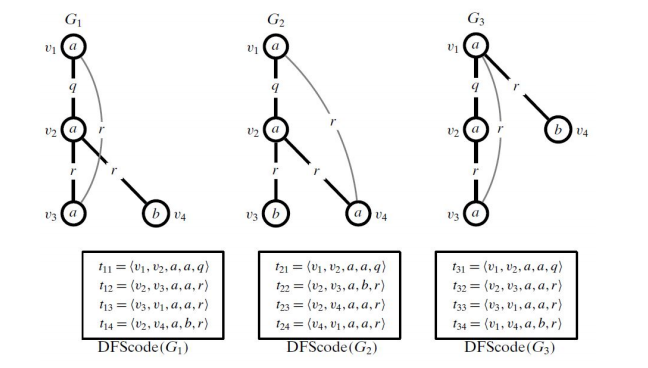 G₁ G₂ G₃
v₁ a v₁ a v₁ a
q q q r
r
v₂ a r v₂ a v₂ a r b v₄
r r r r r
v₃ a b v₄ v₃ b a v₄ v₃ a
t₁₁ = ⟨v₁, v₂, a, a, q⟩
t₁₂ = ⟨v₂, v₃, a, a, r⟩
t₁₃ = ⟨v₃, v₁, a, a, r⟩
t₁₄ = ⟨v₂, v₄, a, b, r⟩
DFScode(G₁)
t₂₁ = ⟨v₁, v₂, a, a, q⟩
t₂₂ = ⟨v₂, v₃, a, b, r⟩
t₂₃ = ⟨v₂, v₄, a, a, r⟩
t₂₄ = ⟨v₄, v₁, a, a, r⟩
DFScode(G₂)
t₃₁ = ⟨v₁, v₂, a, a, q⟩
t₃₂ = ⟨v₂, v₃, a, a, r⟩
t₃₃ = ⟨v₃, v₁, a, a, r⟩
t₃₄ = ⟨v₁, v₄, a, b, r⟩
DFScode(G₃)